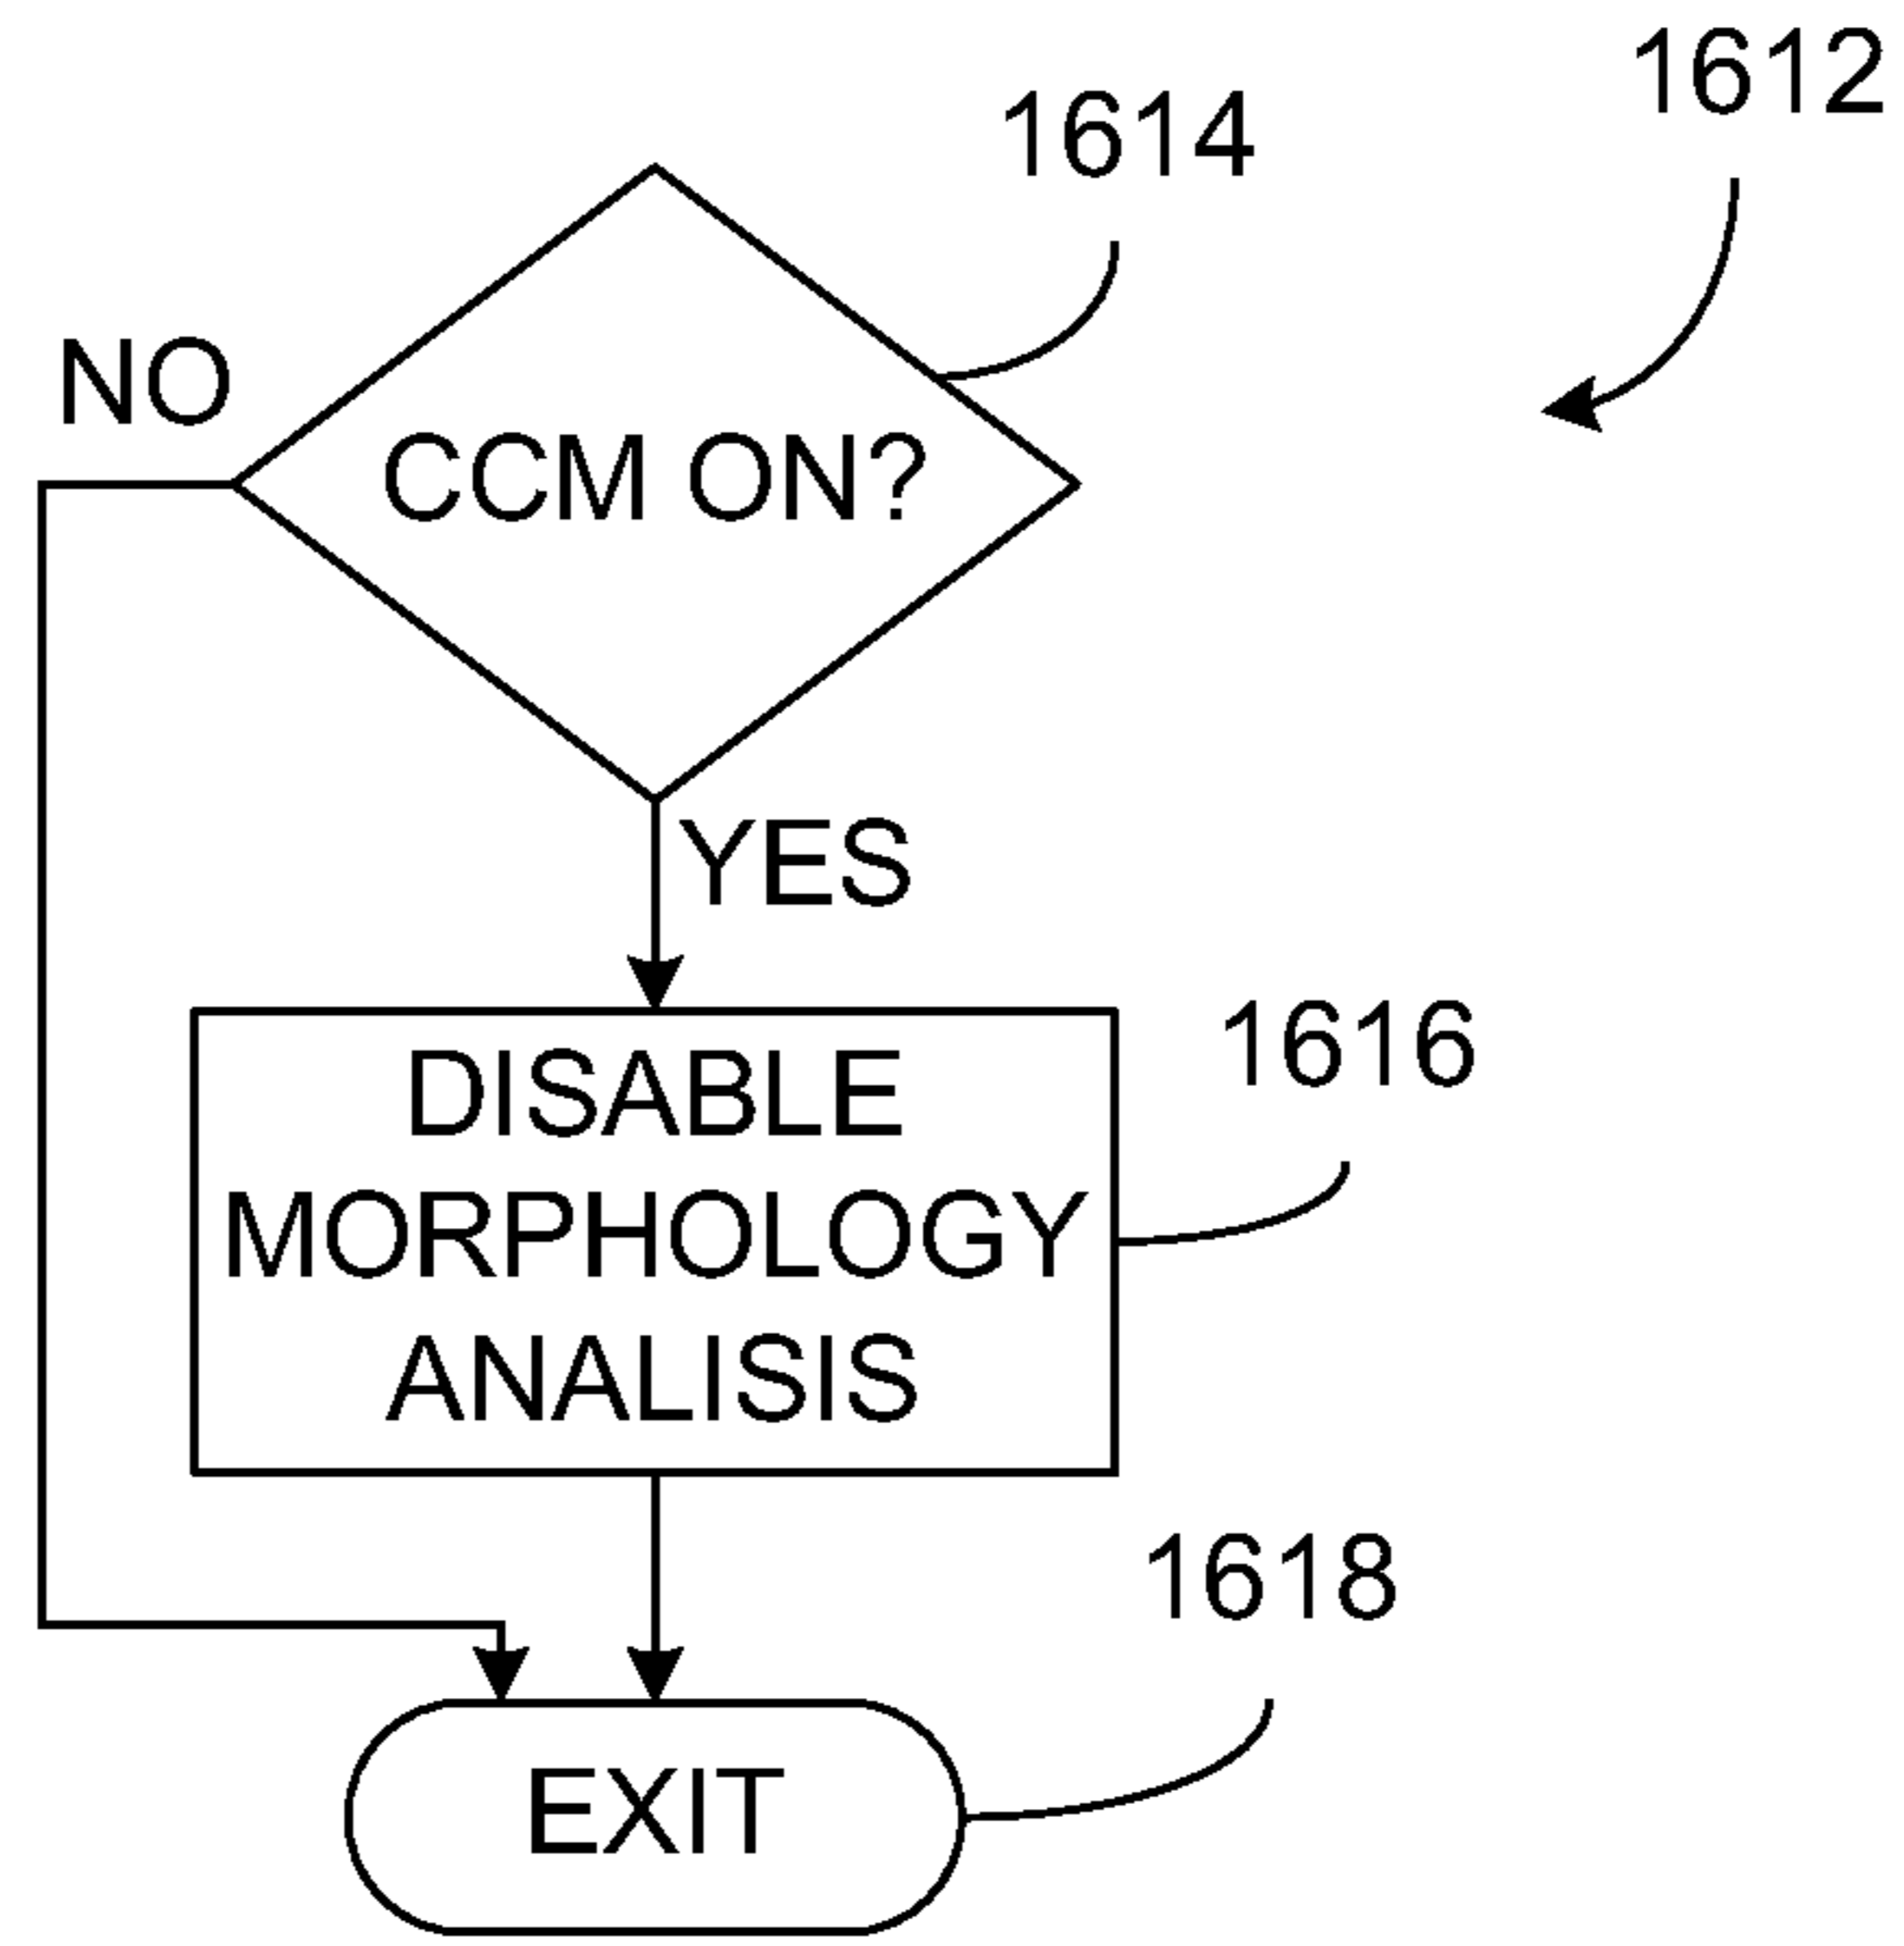 1612
1614
NO
CCM ON?
YES
1616
DISABLE
MORPHOLOGY
ANALISIS
1618
EXIT